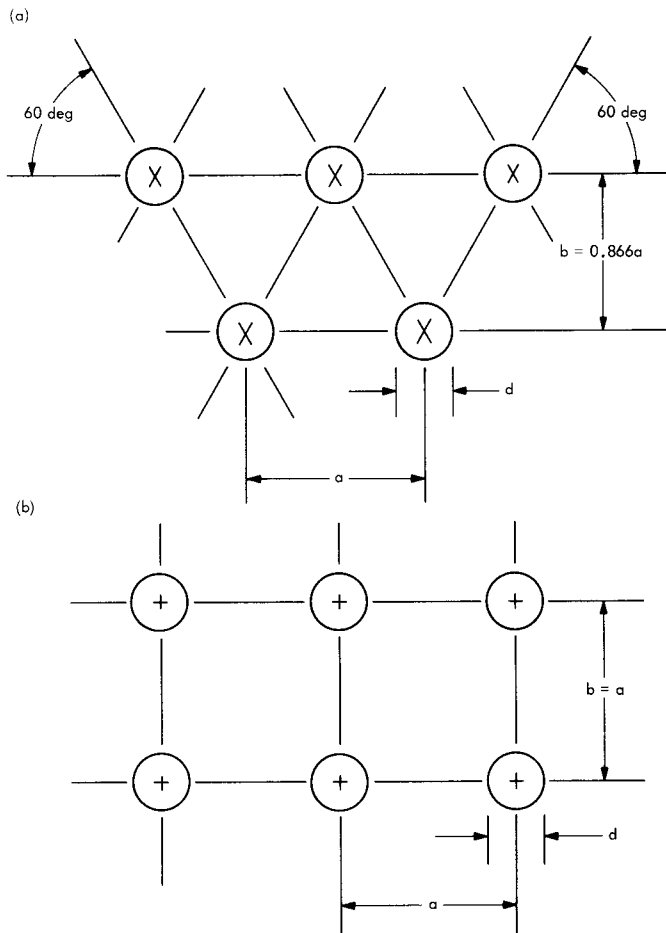 (a)
60 deg
60 deg
X
X
X
b = 0.866a
X
X
d
a
(b)
+
+
+
b = a
+
+
+
d
a